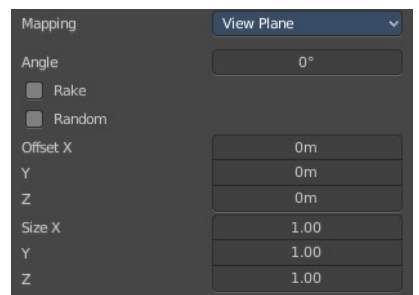 Mapping View Plane
Angle 0°
Rake
Random
Offset X 0m
Y 0m
Z 0m
Size X 1.00
Y 1.00
Z 1.00